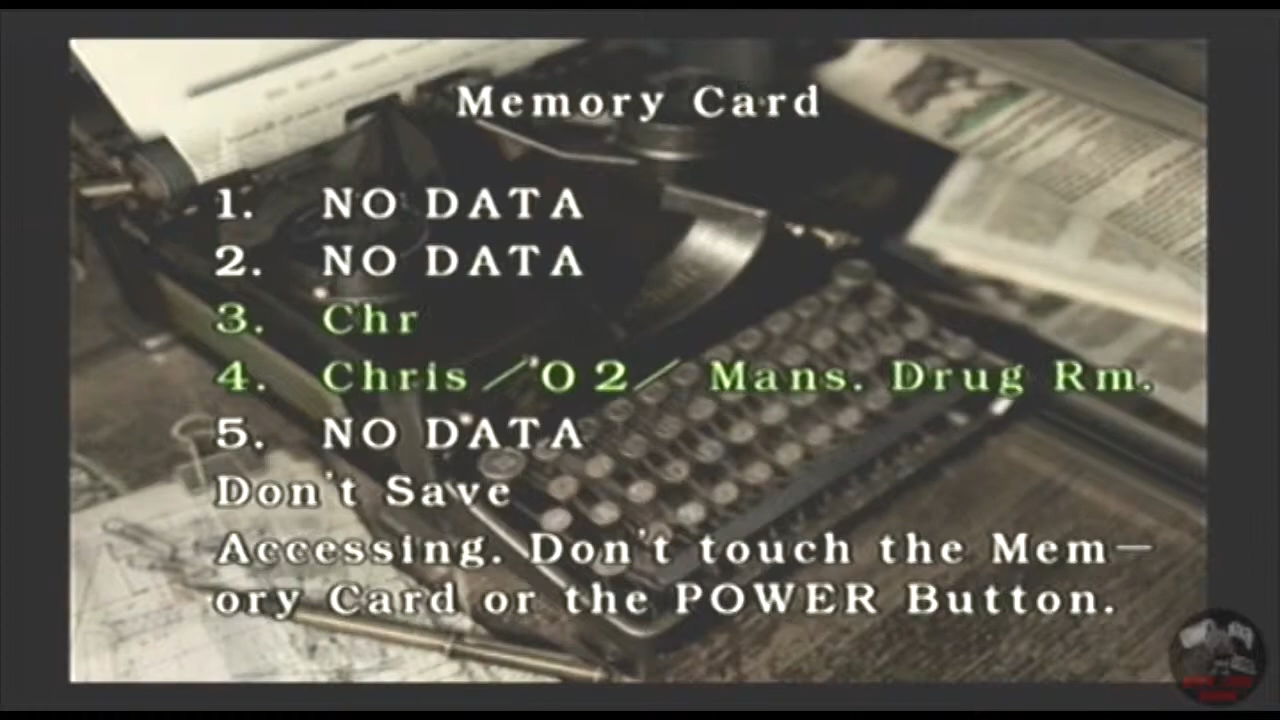 Memory Card
1. NO DATA
2. NO DATA
3. Chr
4. Chris/'02/ Mans. Drug Rm.
5. NO DATA
Don't Save
Accessing. Don't touch the Mem-
ory Card or the POWER Button.